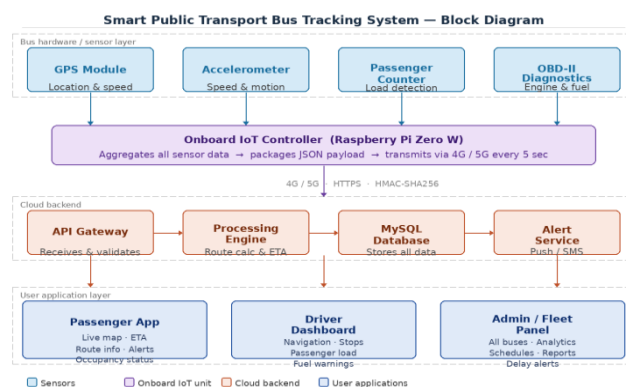 Smart Public Transport Bus Tracking System — Block Diagram
Bus hardware / sensor layer
GPS Module
Location & speed
Accelerometer
Speed & motion
Passenger
Counter
Load detection
OBD-II
Diagnostics
Engine & fuel
Onboard IoT Controller (Raspberry Pi Zero W)
Aggregates all sensor data → packages JSON payload → transmits via 4G / 5G every 5 sec
4G / 5G · HTTPS · HMAC-SHA256
Cloud backend
API Gateway
Receives & validates
Processing
Engine
Route calc & ETA
MySQL
Database
Stores all data
Alert
Service
Push / SMS
User application layer
Passenger App
Live map · ETA
Route info · Alerts
Occupancy status
Driver
Dashboard
Navigation · Stops
Passenger load
Fuel warnings
Admin / Fleet
Panel
All buses · Analytics
Schedules · Reports
Delay alerts
Sensors
Onboard IoT unit
Cloud backend
User applications